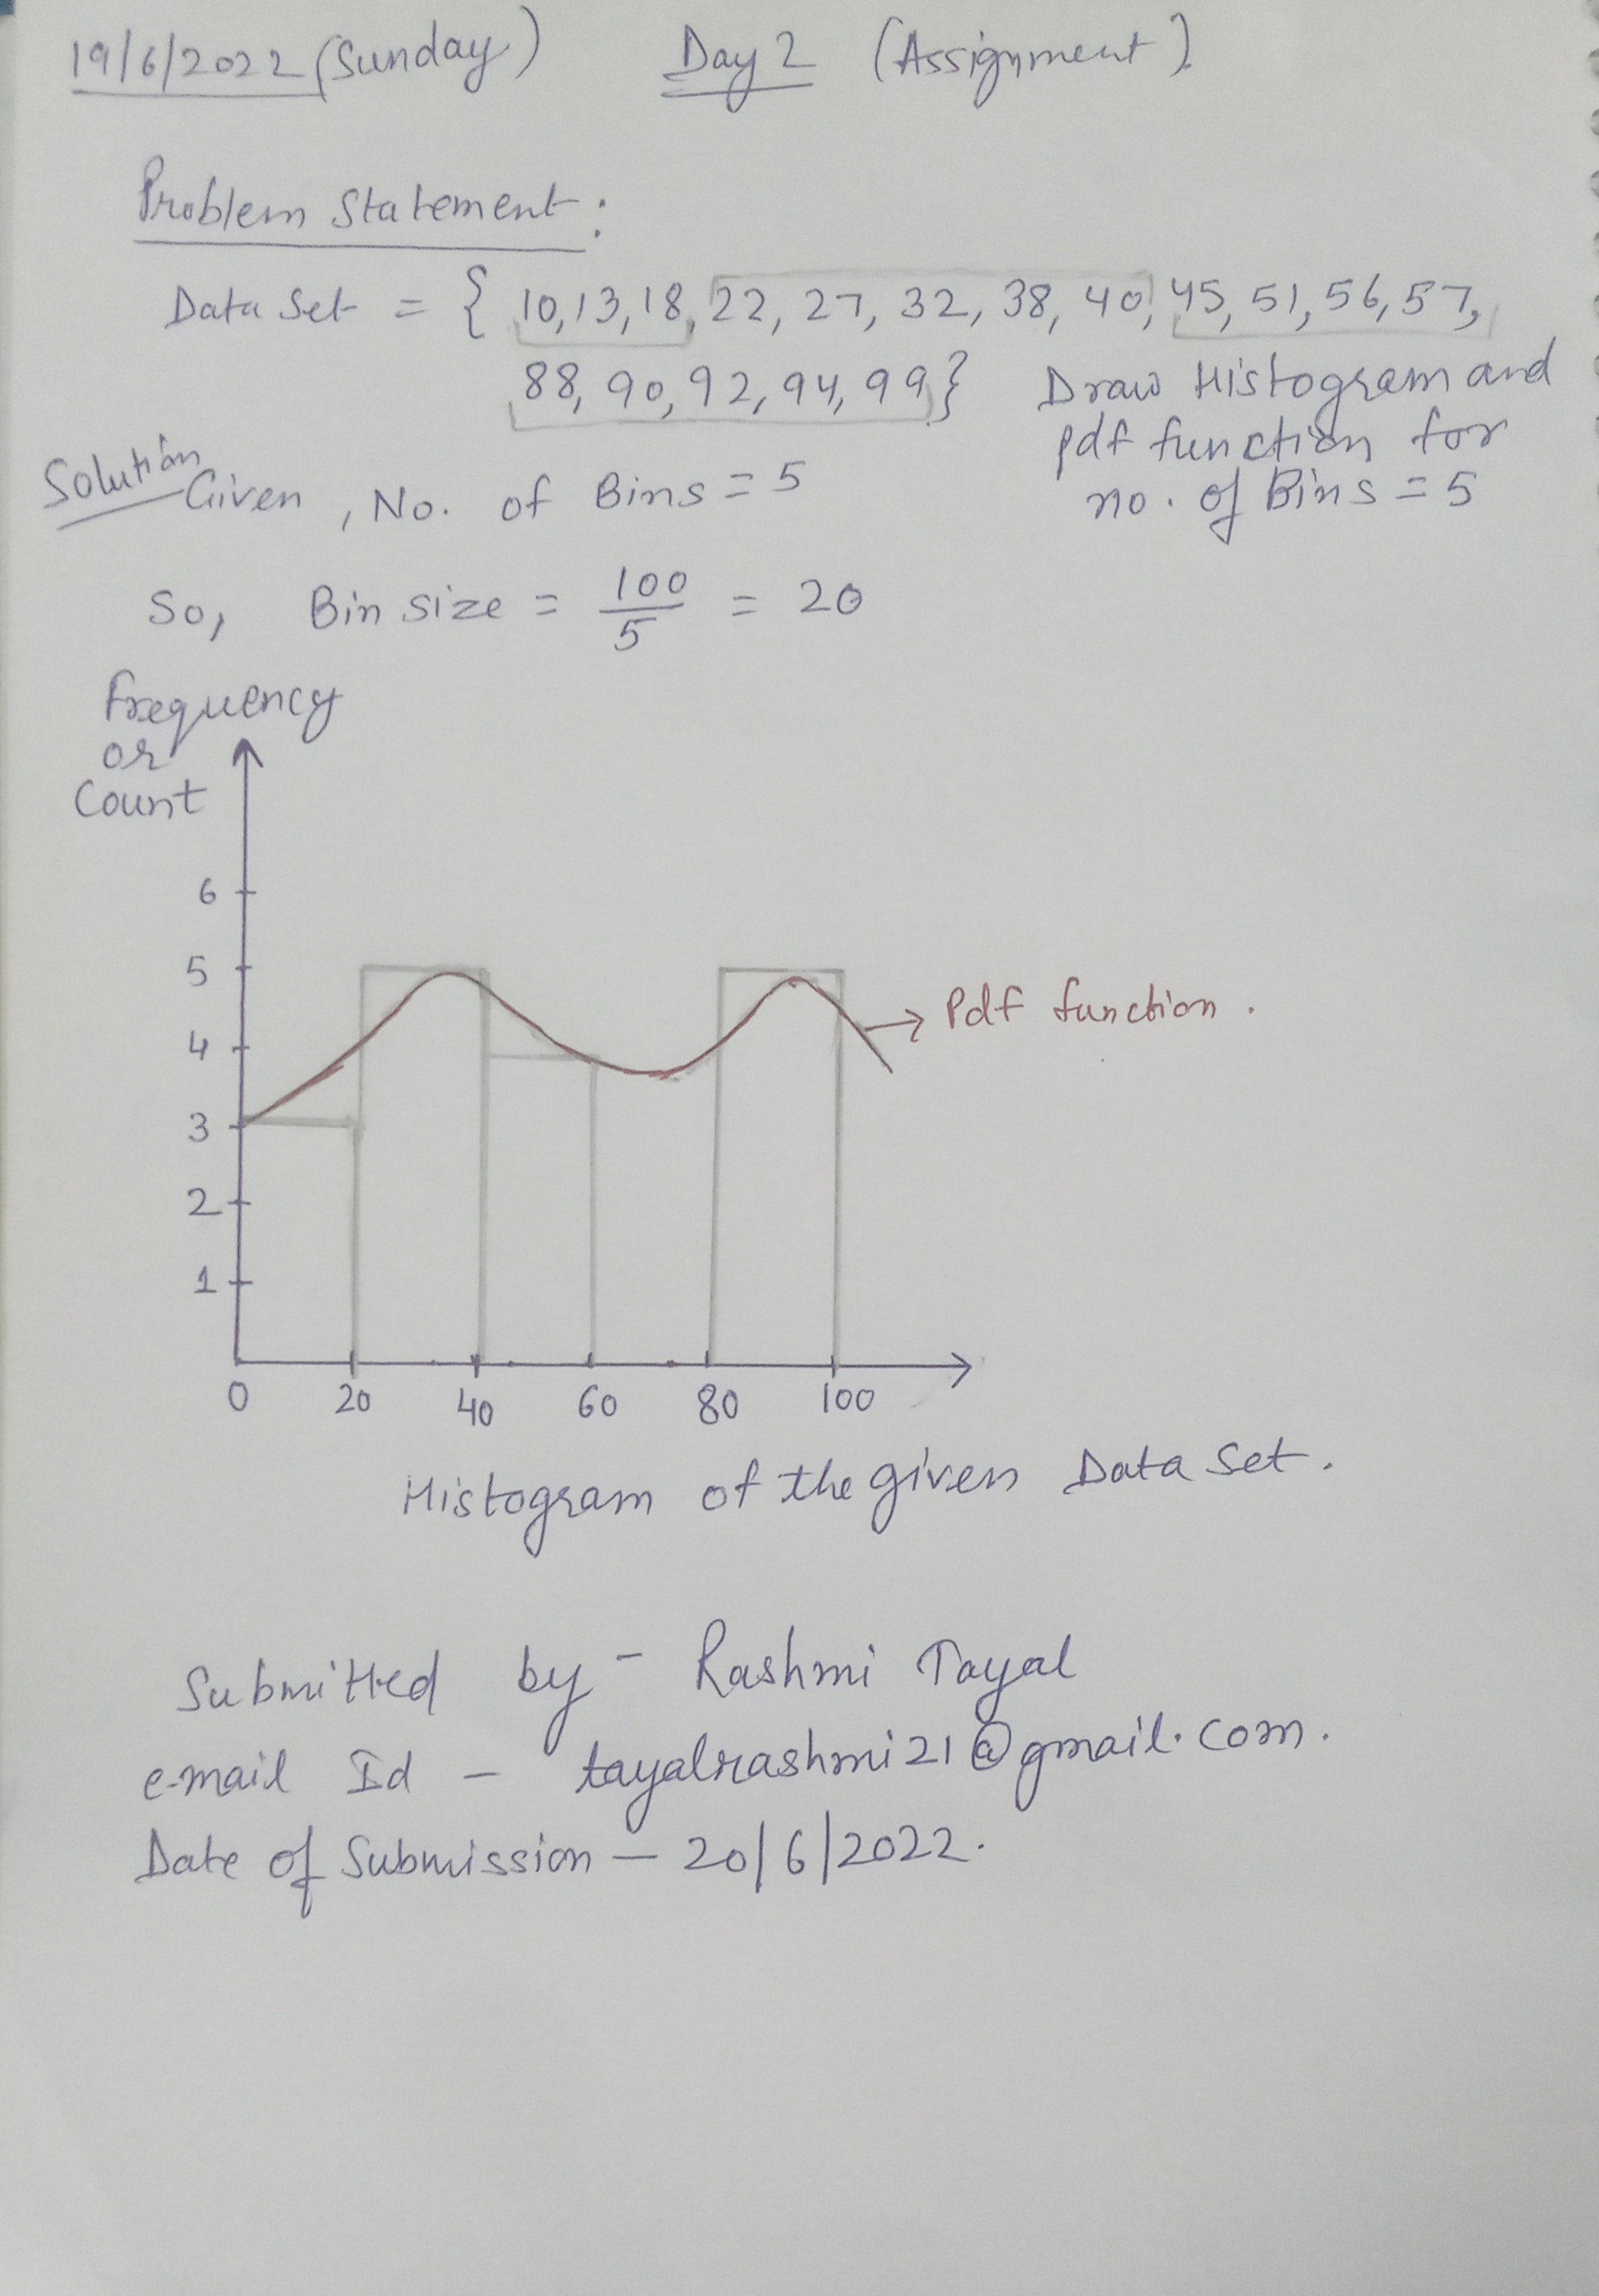 19/6/2022 (Sunday) Day 2 (Assignment)
Problem Statement :
Data Set = { 10, 13, 18, 22, 27, 32, 38, 40, 45, 51, 56, 57,
88, 90, 92, 94, 99 } Draw Histogram and
pdf function for
no. of Bins = 5
Solution Given, No. of Bins = 5
So, Bin size = 100/5 = 20
Frequency
or
Count
6
5
Pdf function.
4
3
2
1
0 20 40 60 80 100
Histogram of the given Data Set.
Submitted by - Rashmi Tayal
e-mail Id - tayalrashmi21@gmail.com.
Date of Submission - 20/6/2022.